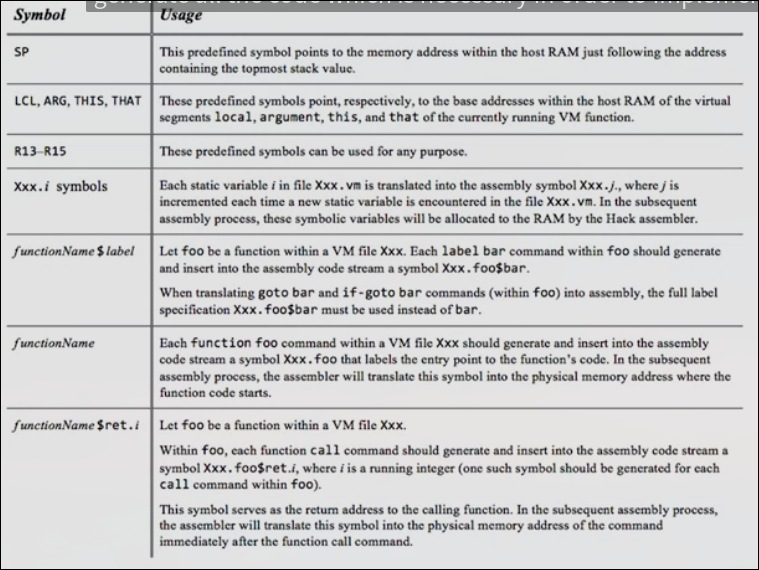 generate all the code which is necessary in order to implement
Symbol Usage
SP This predefined symbol points to the memory address within the host RAM just following the address
containing the topmost stack value.
LCL, ARG, THIS, THAT These predefined symbols point, respectively, to the base addresses within the host RAM of the virtual
segments local, argument, this, and that of the currently running VM function.
R13–R15 These predefined symbols can be used for any purpose.
Xxx.i symbols Each static variable i in file Xxx.vm is translated into the assembly symbol Xxx.j., where j is
incremented each time a new static variable is encountered in the file Xxx.vm. In the subsequent
assembly process, these symbolic variables will be allocated to the RAM by the Hack assembler.
functionName$label Let foo be a function within a VM file Xxx. Each label bar command within foo should generate
and insert into the assembly code stream a symbol Xxx.foo$bar.
When translating goto bar and if-goto bar commands (within foo) into assembly, the full label
specification Xxx.foo$bar must be used instead of bar.
functionName Each function foo command within a VM file Xxx should generate and insert into the assembly
code stream a symbol Xxx.foo that labels the entry point to the function's code. In the subsequent
assembly process, the assembler will translate this symbol into the physical memory address where the
function code starts.
functionName$ret.i Let foo be a function within a VM file Xxx.
Within foo, each function call command should generate and insert into the assembly code stream a
symbol Xxx.foo$ret.i, where i is a running integer (one such symbol should be generated for each
call command within foo).
This symbol serves as the return address to the calling function. In the subsequent assembly process,
the assembler will translate this symbol into the physical memory address of the command
immediately after the function call command.